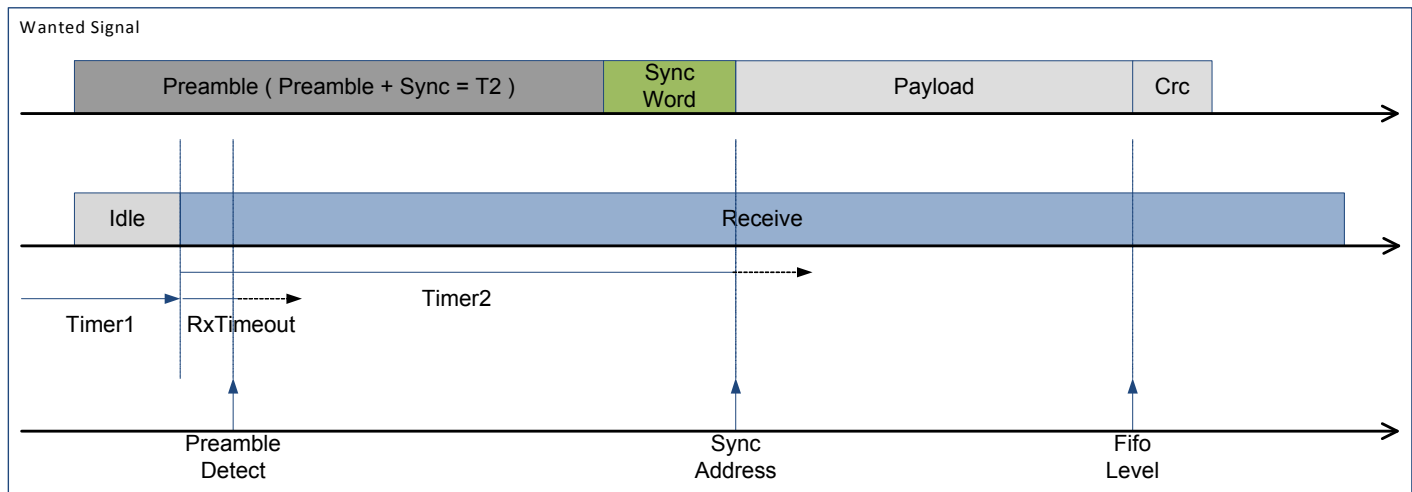 Wanted Signal
Preamble ( Preamble + Sync = T2 )
Sync
Word
Payload
Crc
Idle
Receive
Timer2
Timer1
RxTimeout
Preamble
Detect
Sync
Address
Fifo
Level